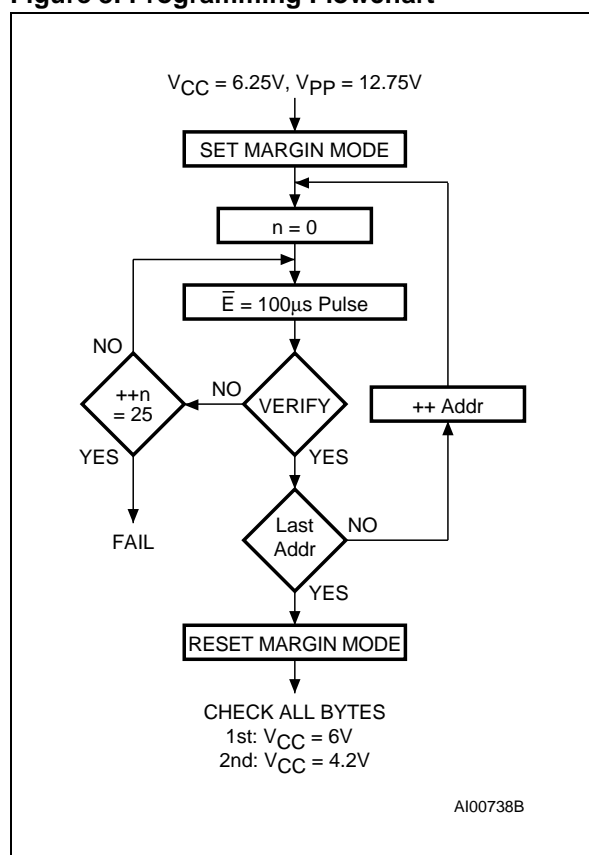 Figure 8. Programming Flowchart
VCC = 6.25V, VPP = 12.75V
SET MARGIN MODE
n = 0
E̅ = 100µs Pulse
NO
++n
= 25
NO
VERIFY
++ Addr
YES
YES
FAIL
Last
Addr
NO
YES
RESET MARGIN MODE
CHECK ALL BYTES
1st: VCC = 6V
2nd: VCC = 4.2V
AI00738B